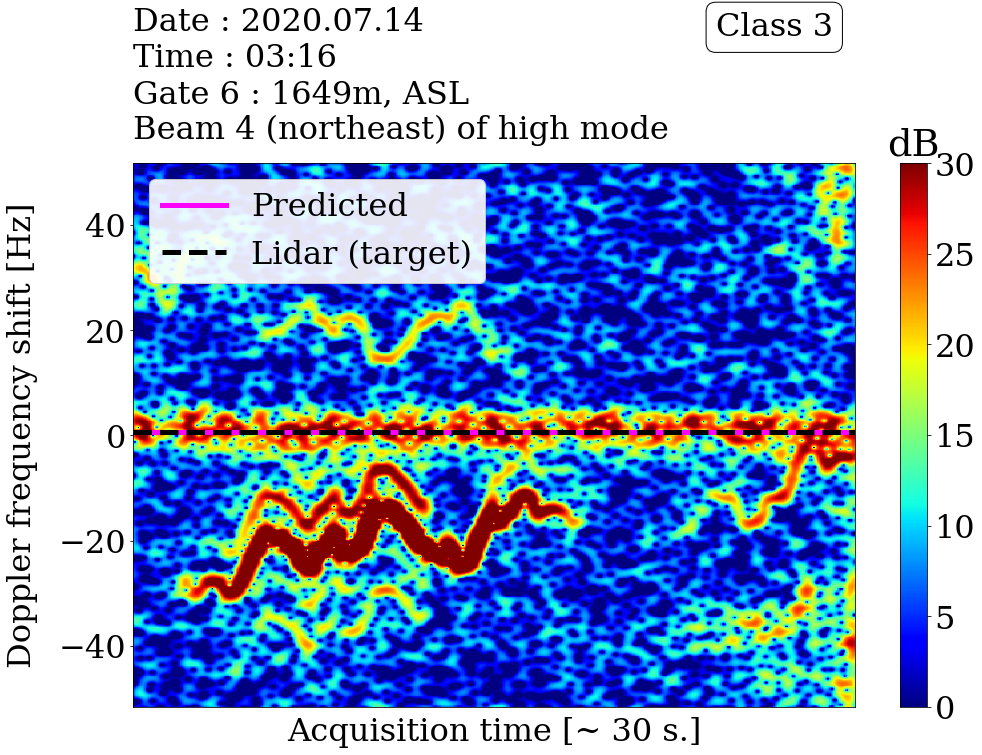 Date : 2020.07.14
Time : 03:16
Gate 6 : 1649m, ASL
Beam 4 (northeast) of high mode
Class 3
dB
Predicted
Lidar (target)
Doppler frequency shift [Hz]
40
20
0
−20
−40
Acquisition time [~ 30 s.]
30
25
20
15
10
5
0